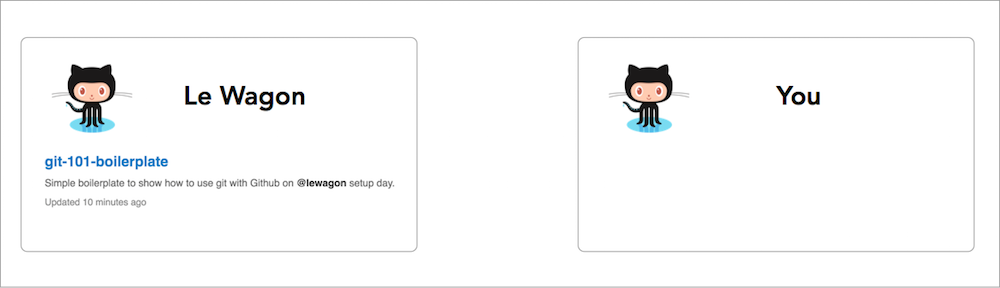 Le Wagon
git-101-boilerplate
Simple boilerplate to show how to use git with Github on @lewagon setup day.
Updated 10 minutes ago
You